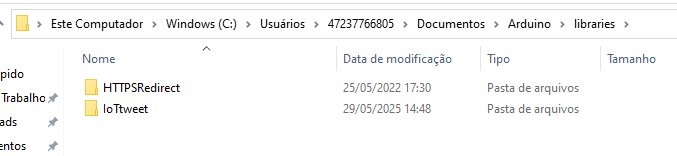 Este Computador > Windows (C:) > Usuários > 47237766805 > Documentos > Arduino > libraries >
Nome Data de modificação Tipo Tamanho
pido
HTTPSRedirect 25/05/2022 17:30 Pasta de arquivos
Trabalho IoTtweet 29/05/2025 14:48 Pasta de arquivos
ads
entos